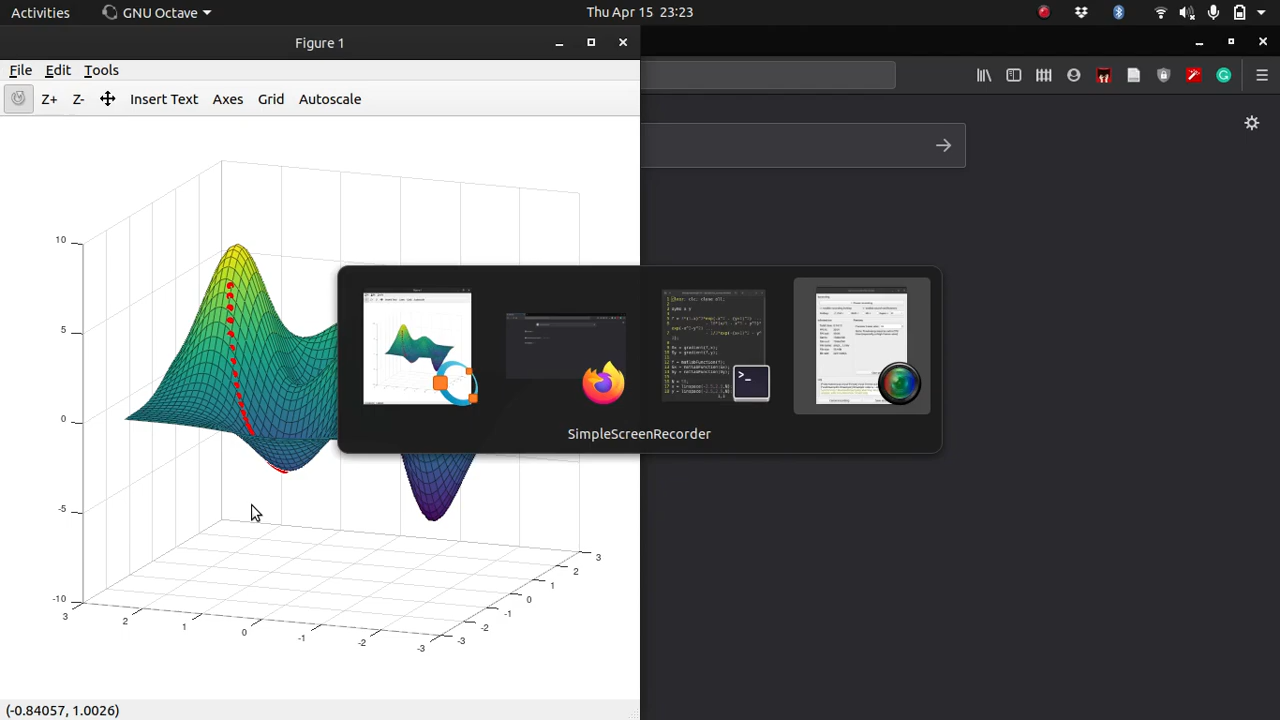 Activities
GNU Octave
Thu Apr 15 23:23
Figure 1
File Edit Tools
Z+ Z- Insert Text Axes Grid Autoscale
10
5
0
-5
-10
3
2
1
0
-1
-2
-3
-3
-2
-1
0
1
2
3
SimpleScreenRecorder
(-0.84057, 1.0026)